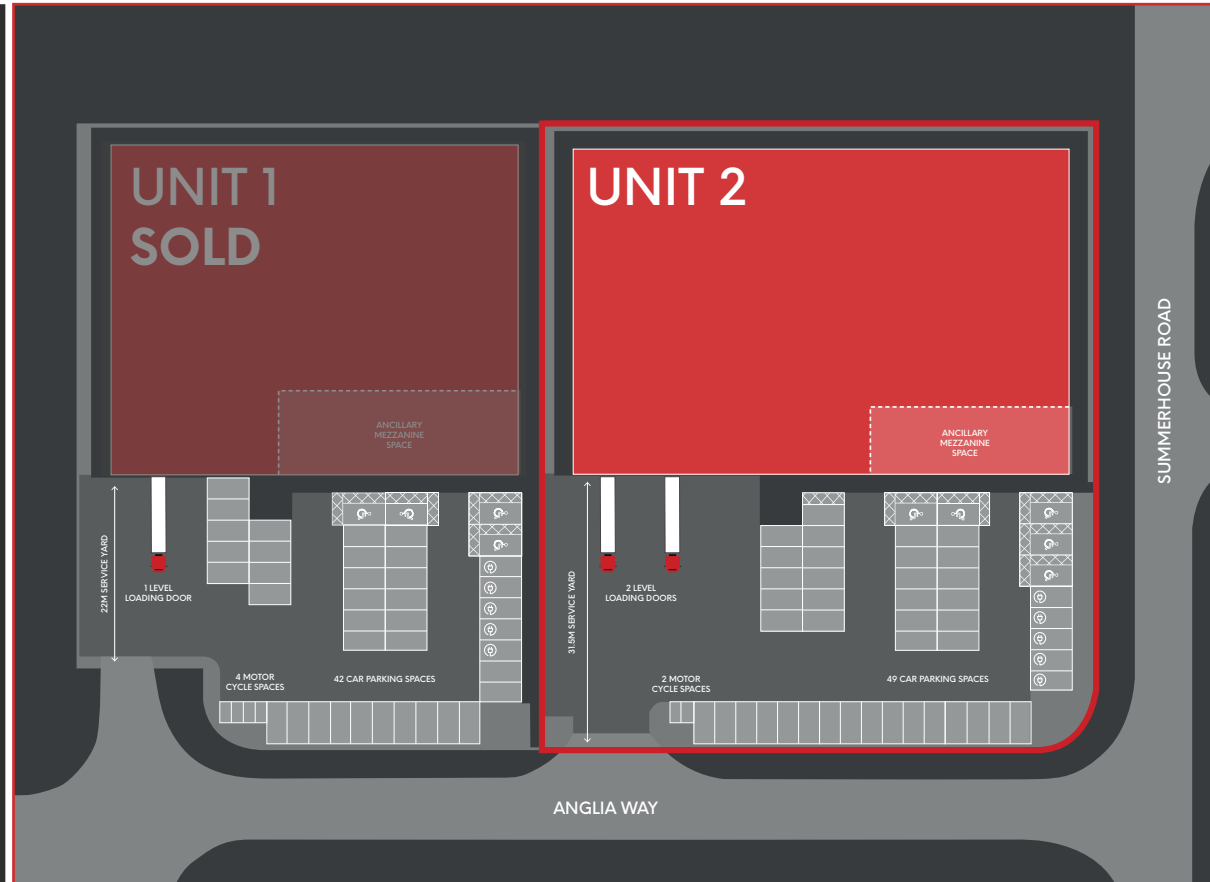 UNIT 1
SOLD
UNIT 2
ANCILLARY
MEZZANINE
SPACE
ANCILLARY
MEZZANINE
SPACE
SUMMERHOUSE ROAD
22M SERVICE YARD
1 LEVEL
LOADING DOOR
31.5M SERVICE YARD
2 LEVEL
LOADING DOORS
4 MOTOR
CYCLE SPACES
42 CAR PARKING SPACES
2 MOTOR
CYCLE SPACES
49 CAR PARKING SPACES
ANGLIA WAY